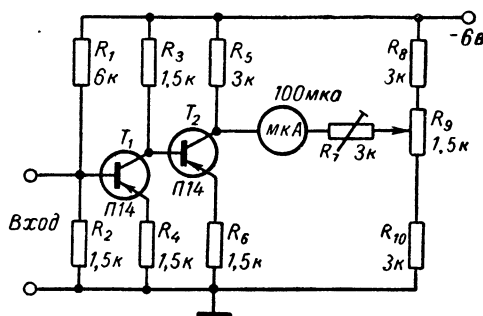 -6в
R1
6к
R3
1,5к
R5
3к
R8
3к
100мка
мкА
R7
3к
R9
1,5к
T1
П14
T2
П14
Вход
R2
1,5к
R4
1,5к
R6
1,5к
R10
3к